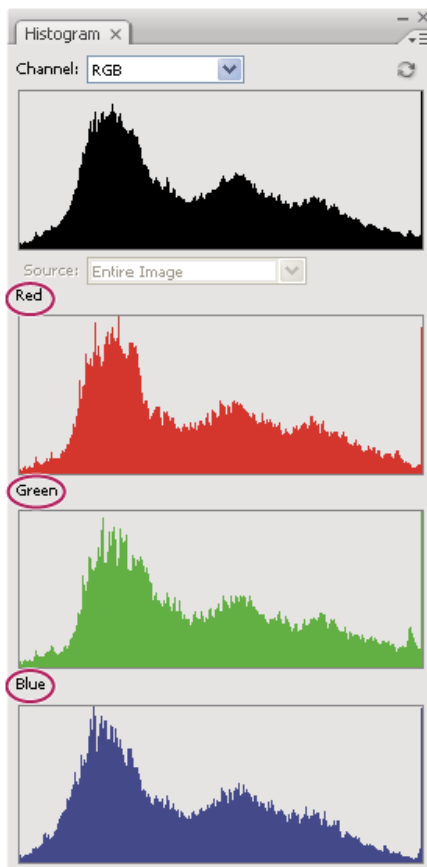 Histogram
Channel: RGB
Source: Entire Image
Red
Green
Blue